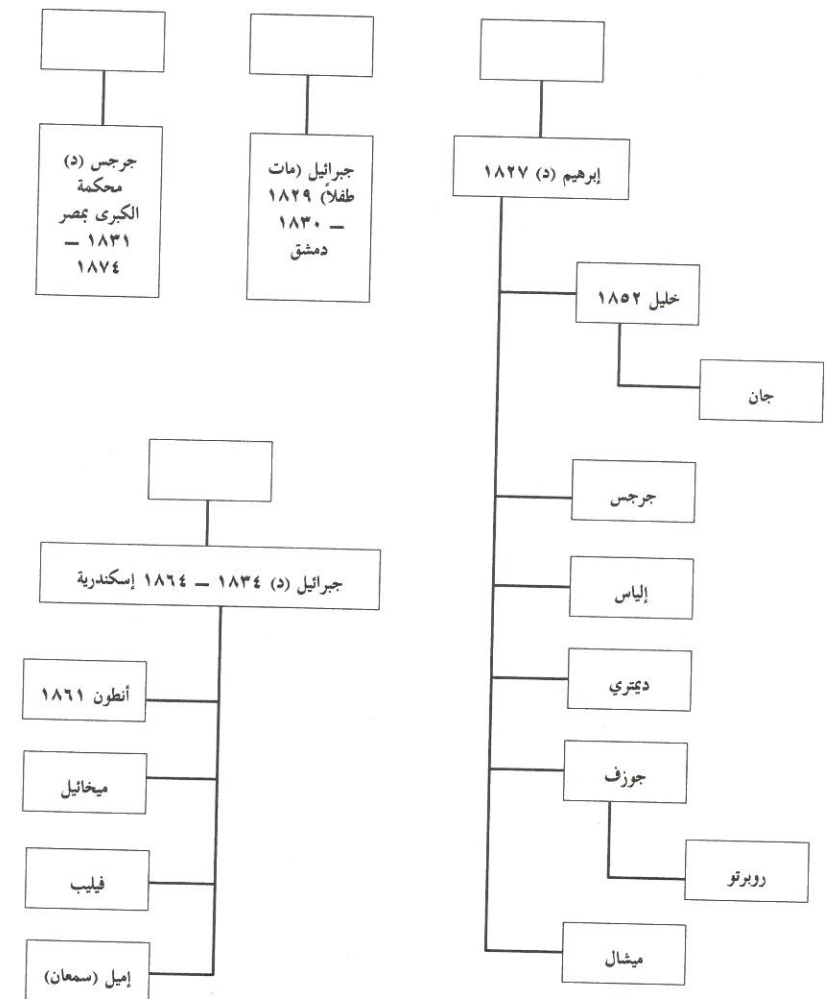 إبرهيم (د) ١٨٢٧
خليل ١٨٥٢
جان
جرجس
إلياس
ديمتري
جوزف
روبرتو
ميشال
جبرائيل (مات
طفلاً) ١٨٢٩
— ١٨٣٠
دمشق
جرجس (د)
محكمة
الكبرى بمصر
١٨٣١ —
١٨٧٤
جبرائيل (د) ١٨٣٤ — ١٨٦٤ إسكندرية
أنطون ١٨٦١
ميخائيل
فيليب
إميل (سمعان)